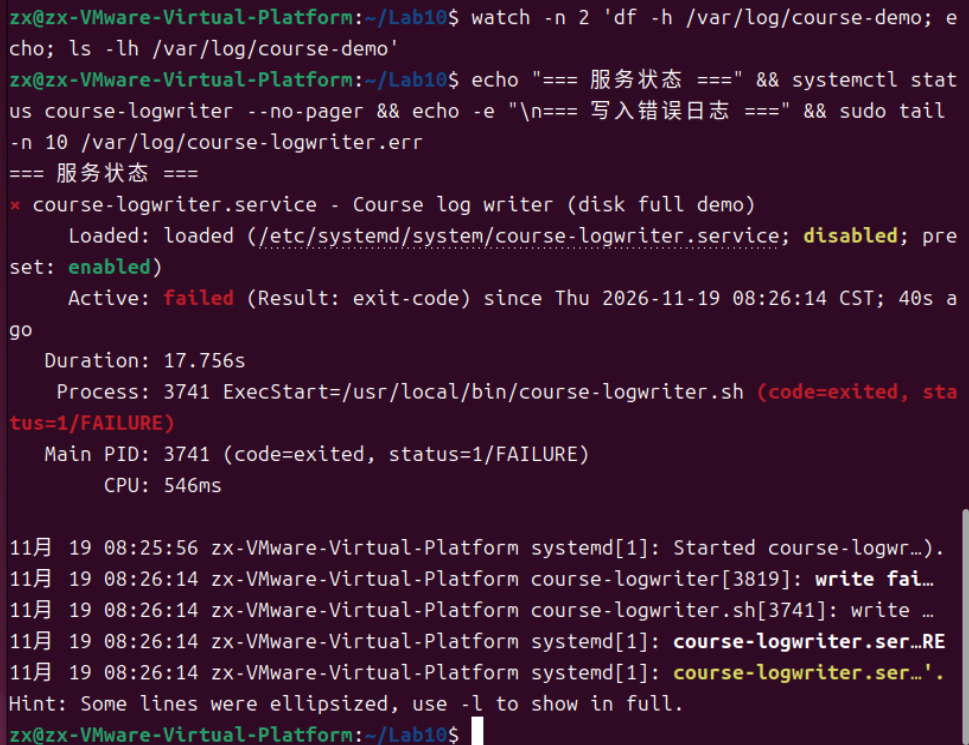 zx@zx-VMware-Virtual-Platform:~/Lab10$ watch -n 2 'df -h /var/log/course-demo; e
cho; ls -lh /var/log/course-demo'
zx@zx-VMware-Virtual-Platform:~/Lab10$ echo "=== 服务状态 ===" && systemctl stat
us course-logwriter --no-pager && echo -e "\n=== 写入错误日志 ===" && sudo tail
-n 10 /var/log/course-logwriter.err
=== 服务状态 ===
× course-logwriter.service - Course log writer (disk full demo)
     Loaded: loaded (/etc/systemd/system/course-logwriter.service; disabled; pre
set: enabled)
     Active: failed (Result: exit-code) since Thu 2026-11-19 08:26:14 CST; 40s a
go
   Duration: 17.756s
    Process: 3741 ExecStart=/usr/local/bin/course-logwriter.sh (code=exited, sta
tus=1/FAILURE)
   Main PID: 3741 (code=exited, status=1/FAILURE)
        CPU: 546ms

11月 19 08:25:56 zx-VMware-Virtual-Platform systemd[1]: Started course-logwr…).
11月 19 08:26:14 zx-VMware-Virtual-Platform course-logwriter[3819]: write fai…
11月 19 08:26:14 zx-VMware-Virtual-Platform course-logwriter.sh[3741]: write …
11月 19 08:26:14 zx-VMware-Virtual-Platform systemd[1]: course-logwriter.ser…RE
11月 19 08:26:14 zx-VMware-Virtual-Platform systemd[1]: course-logwriter.ser…'.
Hint: Some lines were ellipsized, use -l to show in full.
zx@zx-VMware-Virtual-Platform:~/Lab10$